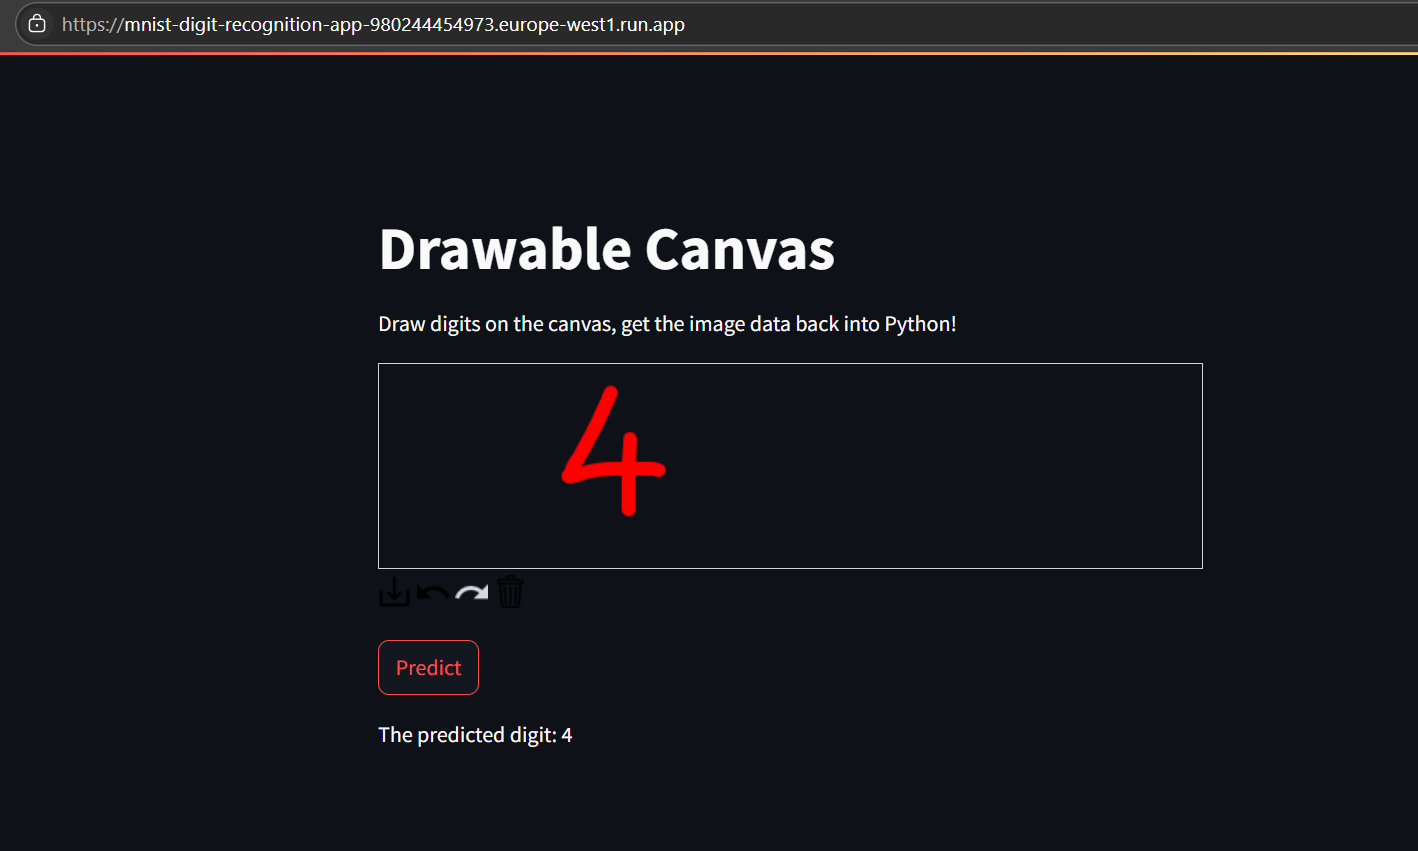 https://mnist-digit-recognition-app-980244454973.europe-west1.run.app
Drawable Canvas
Draw digits on the canvas, get the image data back into Python!
4
Predict
The predicted digit: 4